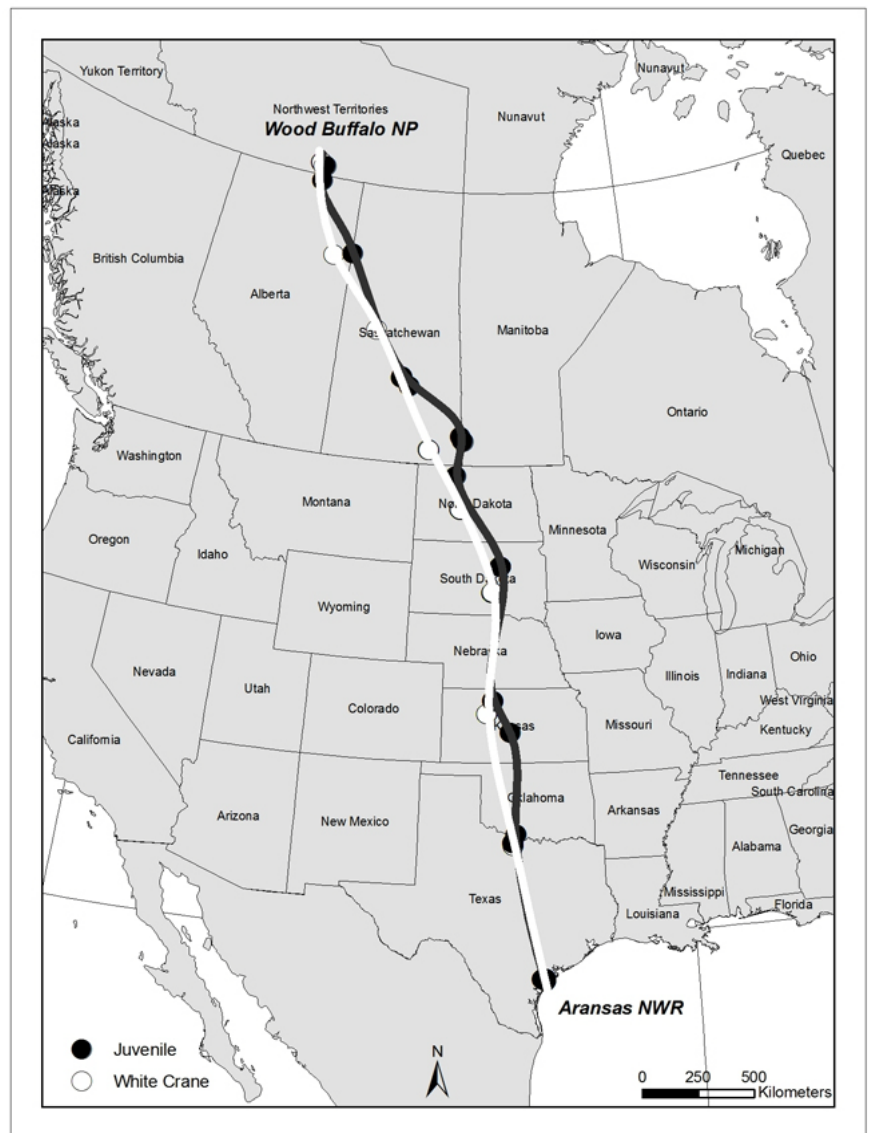 Yukon Territory
Nunavut
Northwest Territories
Nunavut
Wood Buffalo NP
Alaska
Alaska
Quebec
Alaska
British Columbia
Alberta
Saskatchewan
Manitoba
Ontario
Washington
Montana
North Dakota
Minnesota
Oregon
Idaho
Wisconsin
Michigan
South Dakota
Wyoming
Iowa
Nebraska
Ohio
Nevada
Utah
Illinois
Indiana
Colorado
West Virginia
Kansas
Missouri
Kentucky
California
Tennessee
South Carolina
Arizona
New Mexico
Oklahoma
Arkansas
Georgia
Alabama
Texas
Mississippi
Louisiana
Florida
Aransas NWR
Juvenile
White Crane
N
0 250 500
Kilometers